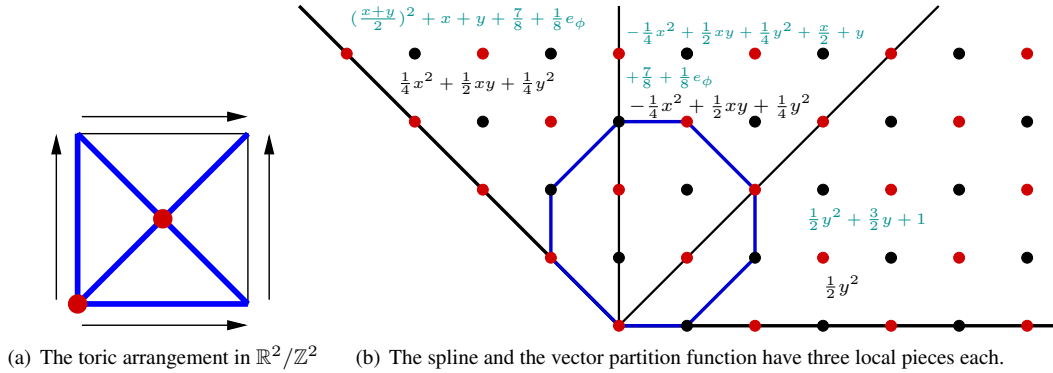 (\frac{x+y}{2})^2 + x + y + \frac{7}{8} + \frac{1}{8} e_\phi
-\frac{1}{4}x^2 + \frac{1}{2}xy + \frac{1}{4}y^2 + \frac{x}{2} + y
+\frac{7}{8} + \frac{1}{8} e_\phi
\frac{1}{4}x^2 + \frac{1}{2}xy + \frac{1}{4}y^2
-\frac{1}{4}x^2 + \frac{1}{2}xy + \frac{1}{4}y^2
\frac{1}{2}y^2 + \frac{3}{2}y + 1
\frac{1}{2}y^2
(a) The toric arrangement in ℝ²/ℤ²
(b) The spline and the vector partition function have three local pieces each.